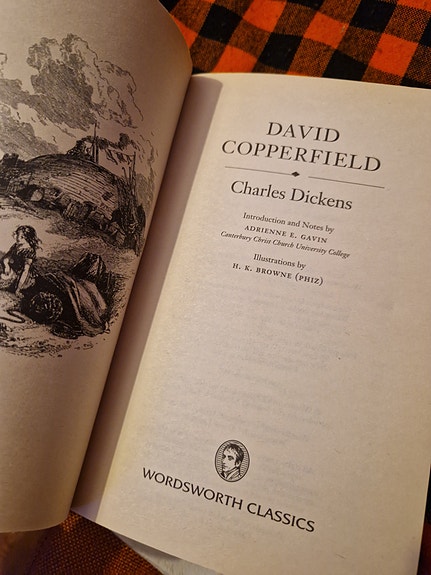 DAVID
COPPERFIELD
Charles Dickens
Introduction and Notes by
ADRIENNE E. GAVIN
Canterbury Christ Church University College
Illustrations by
H. K. BROWNE (PHIZ)
WORDSWORTH CLASSICS